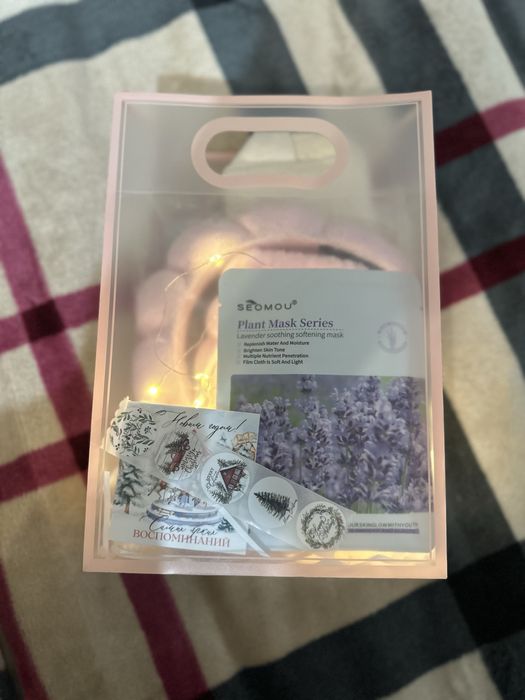 SEOMOU®
Plant Mask Series
Lavender soothing softening mask
Replenish Water And Moisture
Brighten Skin Tone
Multiple Nutrient Penetration
Film Cloth Is Soft And Light
Новым годом!
ВОСПОМИНАНИЙ